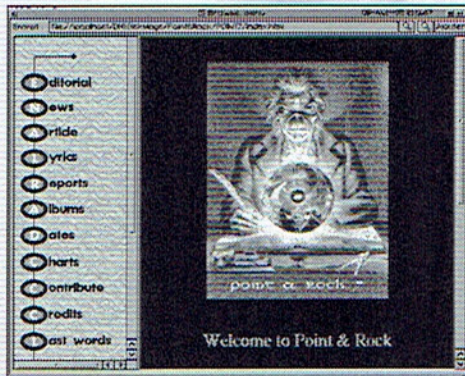 ditorial
ews
rticle
yrics
eports
lbums
ates
harts
ontribute
redits
ast words
point & rock
Welcome to Point & Rock